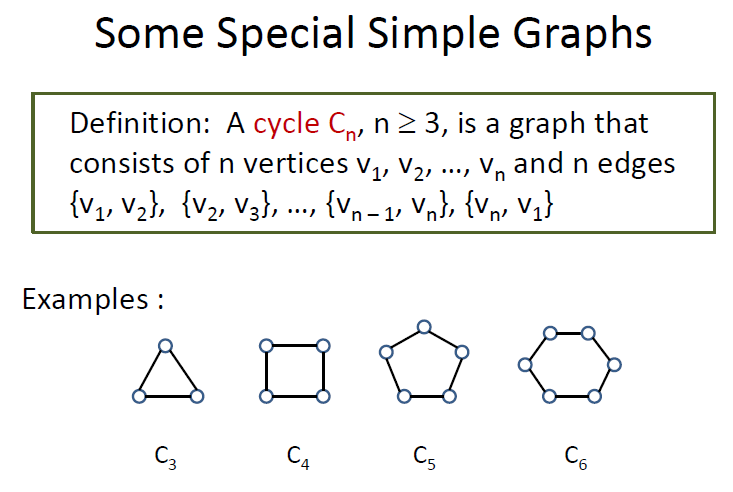 Some Special Simple Graphs
Definition:  A cycle Cₙ, n ≥ 3, is a graph that
consists of n vertices v₁, v₂, ..., vₙ and n edges
{v₁, v₂},  {v₂, v₃}, ..., {vₙ₋₁, vₙ}, {vₙ, v₁}
Examples :
C₃ C₄ C₅ C₆